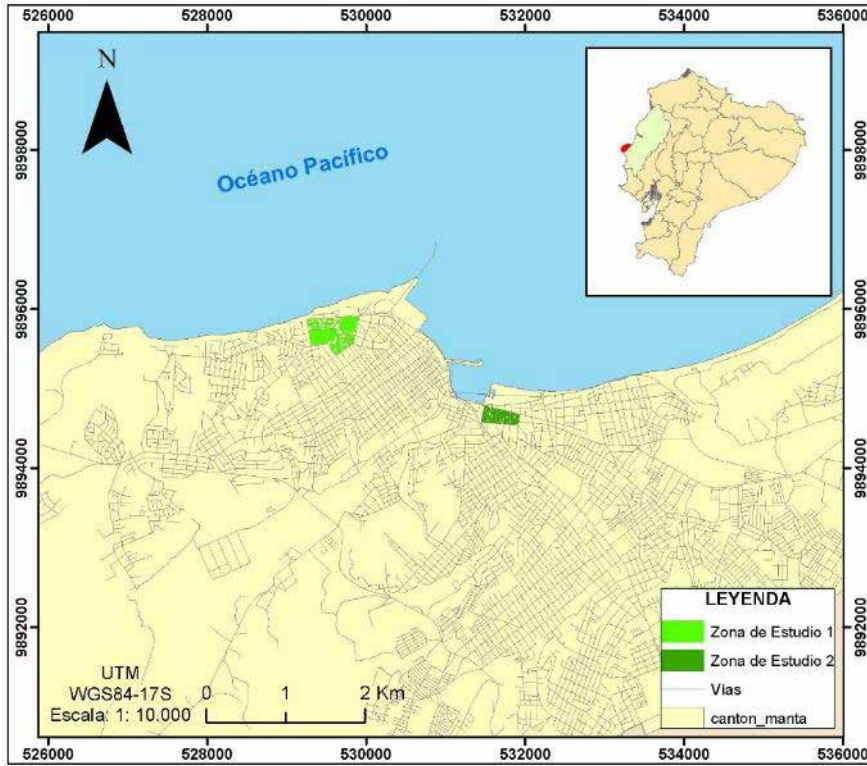 526000 528000 530000 532000 534000 536000
N
Océano Pacífico
9898000 9898000
9896000 9896000
9894000 9894000
9892000 9892000
LEYENDA
Zona de Estudio 1
Zona de Estudio 2
Vías
canton_manta
UTM
WGS84-17S
Escala: 1: 10.000
0 1 2 Km
526000 528000 530000 532000 534000 536000